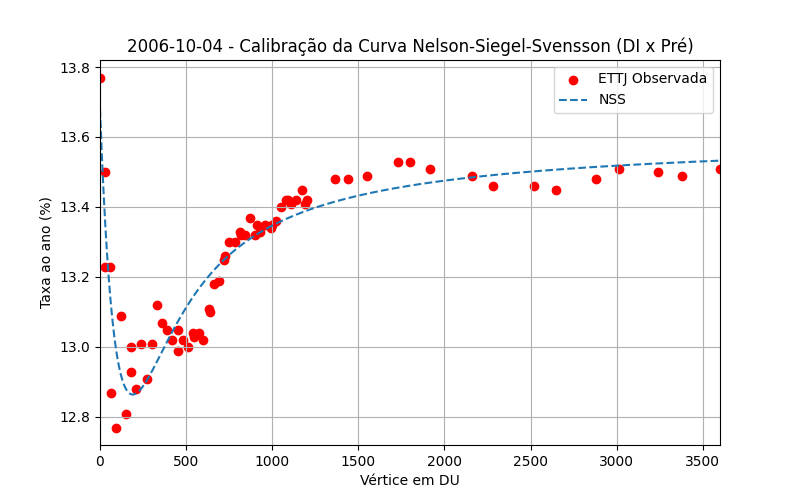 2006-10-04 - Calibração da Curva Nelson-Siegel-Svensson (DI x Pré)
13.8
13.6
13.4
13.2
13.0
12.8
Taxa ao ano (%)
ETTJ Observada
NSS
0
500
1000
1500
2000
2500
3000
3500
Vértice em DU